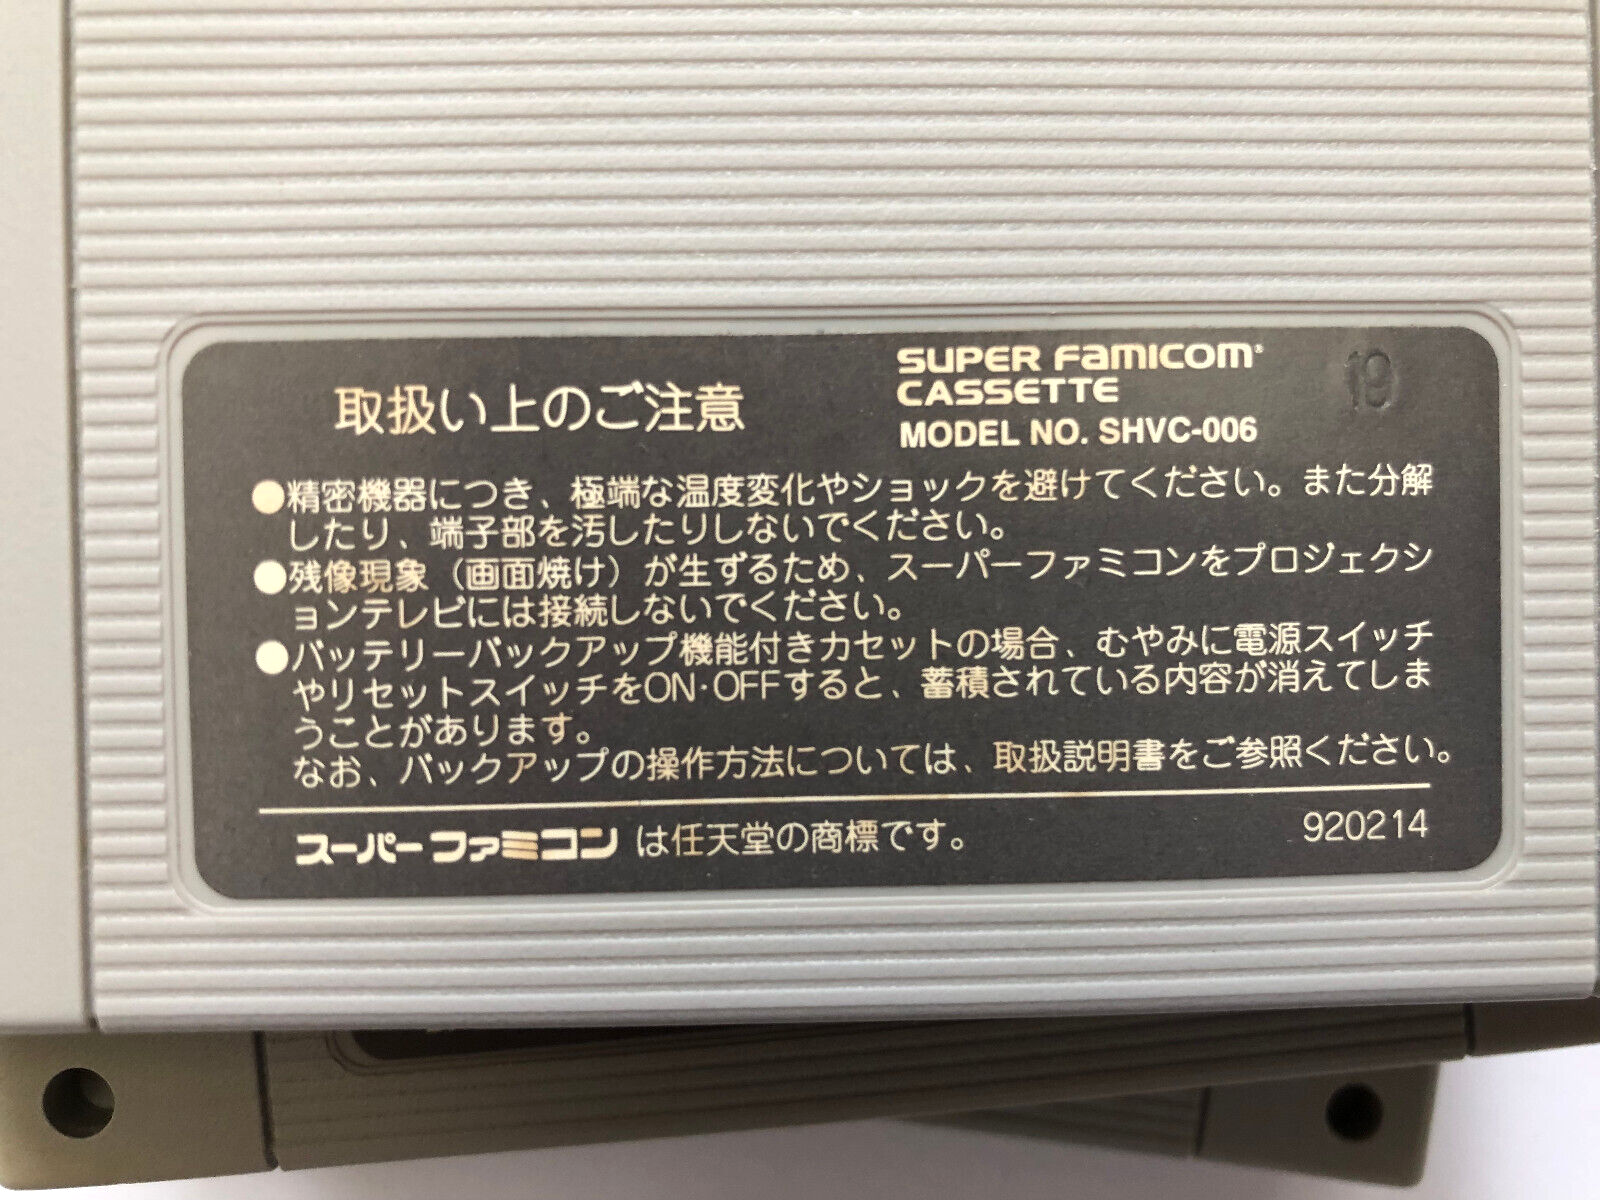 取扱い上のご注意
SUPER FAMICOM®
CASSETTE
MODEL NO. SHVC-006
19
●精密機器につき、極端な温度変化やショックを避けてください。また分解
したり、端子部を汚したりしないでください。
●残像現象（画面焼け）が生ずるため、スーパーファミコンをプロジェクシ
ョンテレビには接続しないでください。
●バッテリーバックアップ機能付きカセットの場合、むやみに電源スイッチ
やリセットスイッチをON・OFFすると、蓄積されている内容が消えてしま
うことがあります。
なお、バックアップの操作方法については、取扱説明書をご参照ください。
スーパーファミコン は任天堂の商標です。
920214